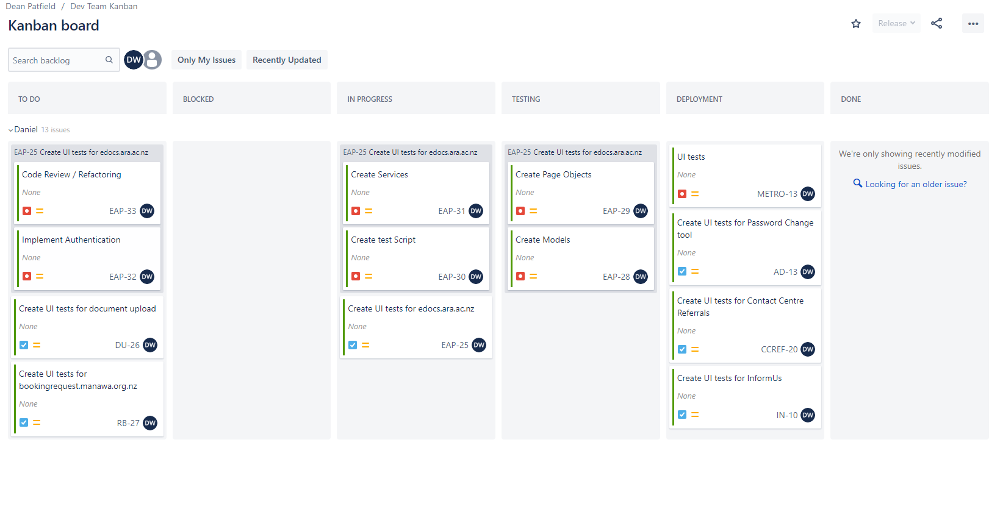 Dean Patfield / Dev Team Kanban
Kanban board
Release
Search backlog
DW
Only My Issues
Recently Updated
TO DO
BLOCKED
IN PROGRESS
TESTING
DEPLOYMENT
DONE
Daniel 13 issues
EAP-25 Create UI tests for edocs.ara.ac.nz
Code Review / Refactoring
None
EAP-33 DW
Implement Authentication
None
EAP-32 DW
Create UI tests for document upload
None
DU-26 DW
Create UI tests for
bookingrequest.manawa.org.nz
None
RB-27 DW
EAP-25 Create UI tests for edocs.ara.ac.nz
Create Services
None
EAP-31 DW
Create test Script
None
EAP-30 DW
Create UI tests for edocs.ara.ac.nz
None
EAP-25 DW
EAP-25 Create UI tests for edocs.ara.ac.nz
Create Page Objects
None
EAP-29 DW
Create Models
None
EAP-28 DW
UI tests
None
METRO-13 DW
Create UI tests for Password Change
tool
None
AD-13 DW
Create UI tests for Contact Centre
Referrals
None
CCREF-20 DW
Create UI tests for InformUs
None
IN-10 DW
We're only showing recently modified
issues.
Looking for an older issue?